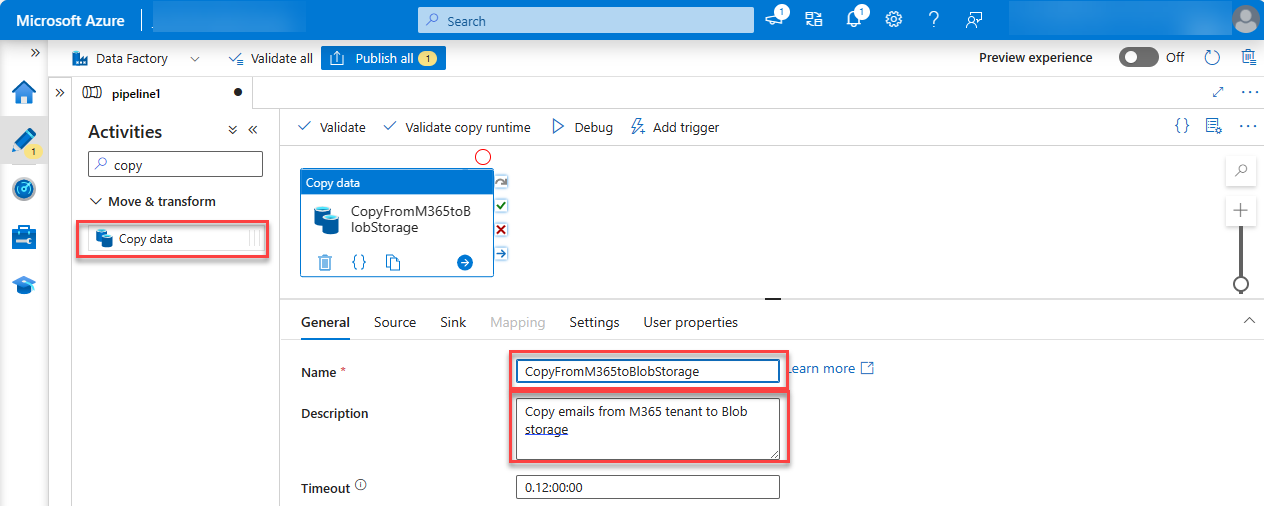 Microsoft Azure
Search
1
1
Data Factory
Validate all
Publish all 1
Preview experience
Off
pipeline1
Activities
1
copy
Move & transform
Copy data
Validate
Validate copy runtime
Debug
Add trigger
{}
Copy data
CopyFromM365toB
lobStorage
{}
General
Source
Sink
Mapping
Settings
User properties
Name *
CopyFromM365toBlobStorage
Learn more
Description
Copy emails from M365 tenant to Blob
storage
Timeout
0.12:00:00